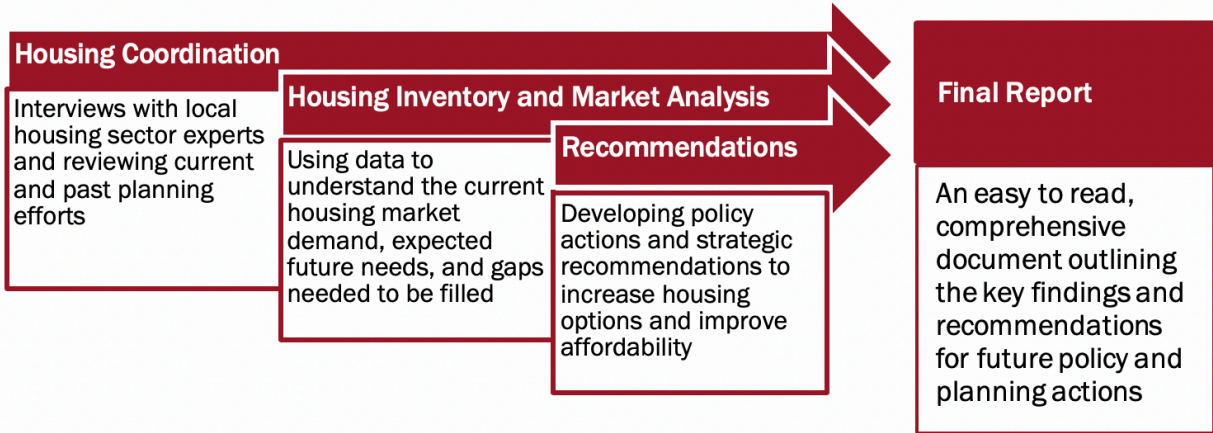 Housing Coordination
Interviews with local
housing sector experts
and reviewing current
and past planning
efforts
Housing Inventory and Market Analysis
Using data to
understand the current
housing market
demand, expected
future needs, and gaps
needed to be filled
Recommendations
Developing policy
actions and strategic
recommendations to
increase housing
options and improve
affordability
Final Report
An easy to read,
comprehensive
document outlining
the key findings and
recommendations
for future policy and
planning actions